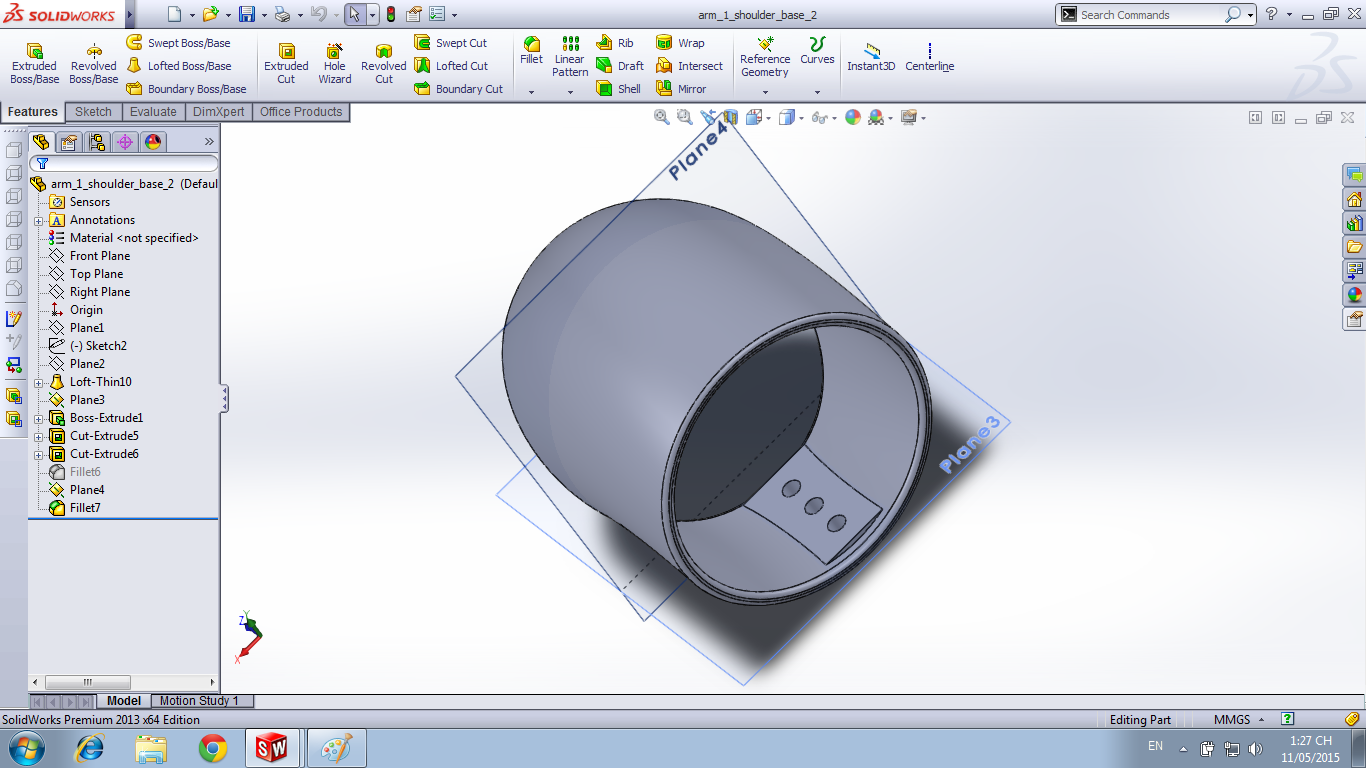 SOLIDWORKS
arm_1_shoulder_base_2
Search Commands
?
Extruded Boss/Base
Revolved Boss/Base
Swept Boss/Base
Lofted Boss/Base
Boundary Boss/Base
Extruded Cut
Hole Wizard
Revolved Cut
Swept Cut
Lofted Cut
Boundary Cut
Fillet
Linear Pattern
Rib
Draft
Shell
Wrap
Intersect
Mirror
Reference Geometry
Curves
Instant3D
Centerline
Features
Sketch
Evaluate
DimXpert
Office Products
»
arm_1_shoulder_base_2 (Defaul
Sensors
A Annotations
Material <not specified>
Front Plane
Top Plane
Right Plane
Origin
Plane1
(-) Sketch2
Plane2
Loft-Thin10
Plane3
Boss-Extrude1
Cut-Extrude5
Cut-Extrude6
Fillet6
Plane4
Fillet7
Plane4
Plane3
Y
Z
X
Model
Motion Study 1
SolidWorks Premium 2013 x64 Edition
Editing Part
MMGS
?
SW
EN
1:27 CH
11/05/2015